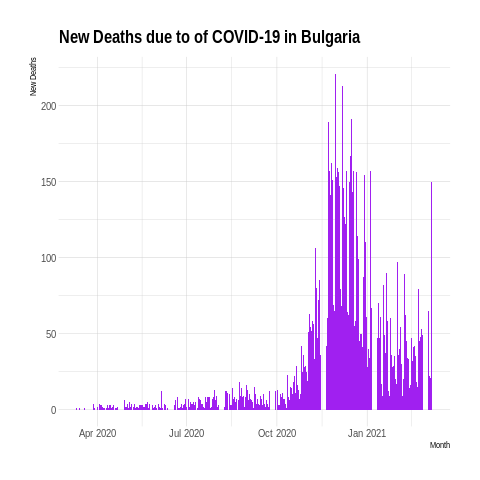 New Deaths due to of COVID-19 in Bulgaria
New Deaths
200
150
100
50
0
Apr 2020 Jul 2020 Oct 2020 Jan 2021
Month